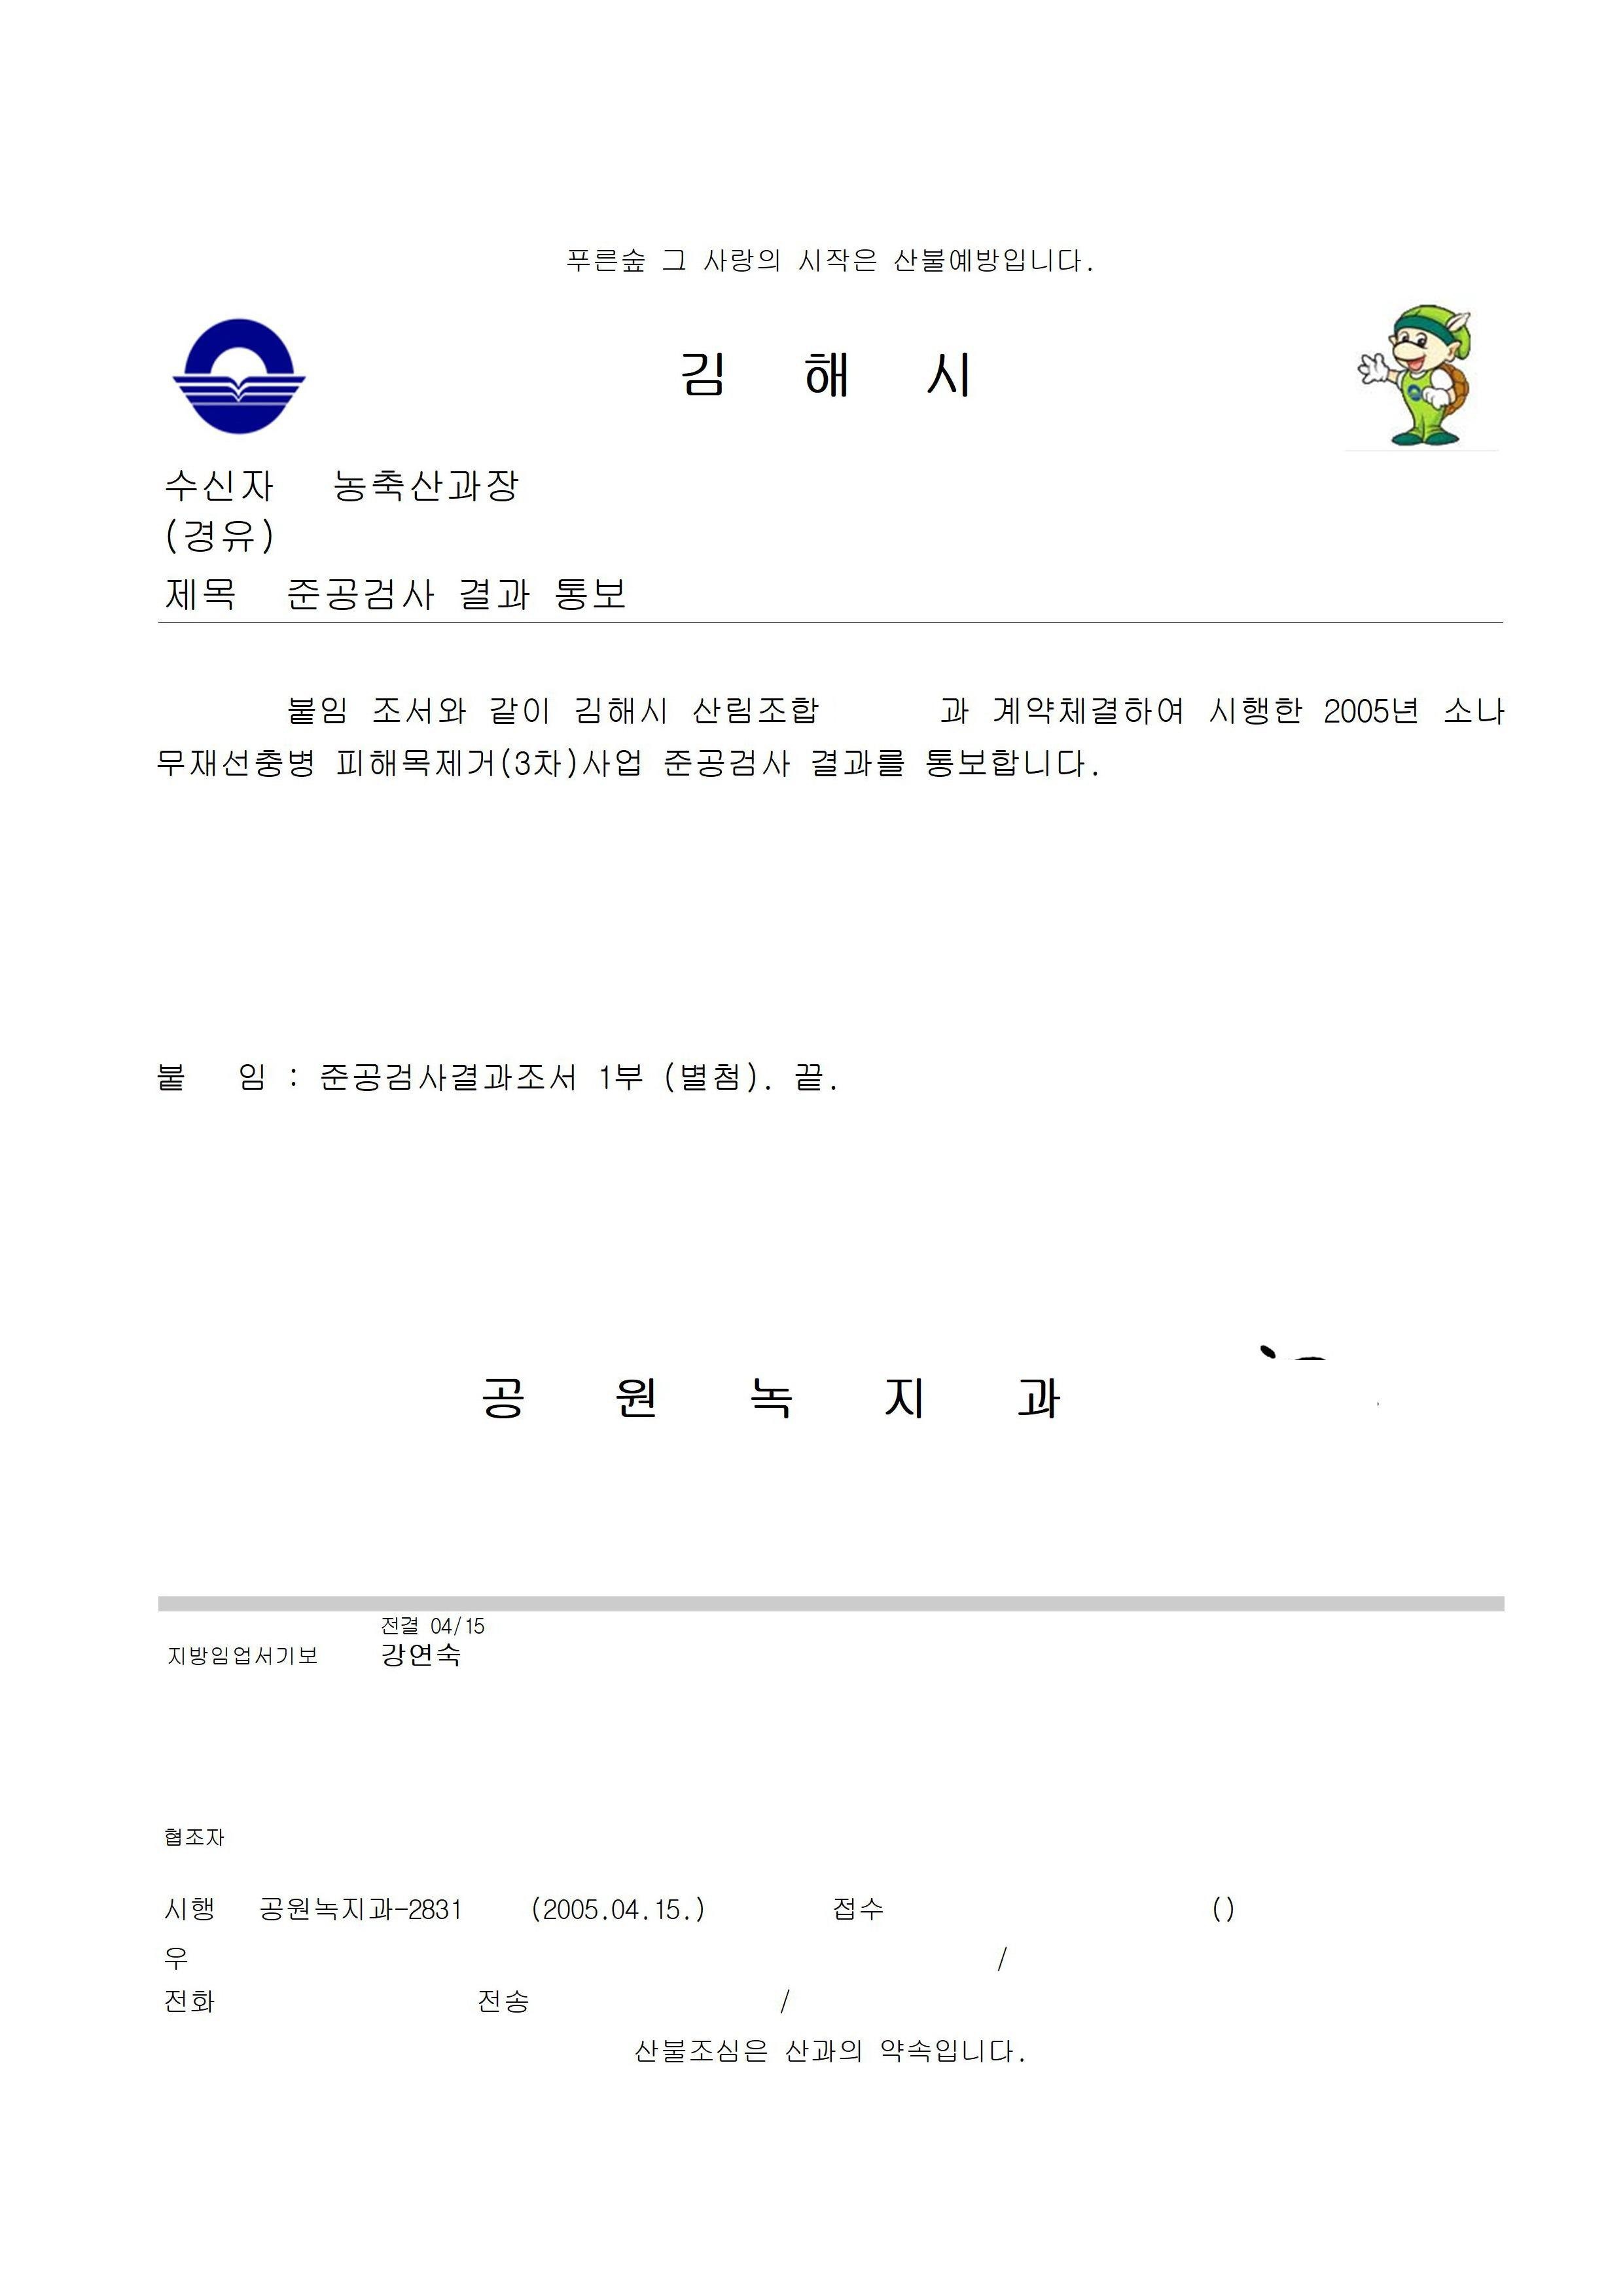 푸른숲 그 사랑의 시작은 산불예방입니다.
김 해 시
수신자 농축산과장
(경유)
제목 준공검사 결과 통보
붙임 조서와 같이 김해시 산림조합 과 계약체결하여 시행한 2005년 소나
무재선충병 피해목제거(3차)사업 준공검사 결과를 통보합니다.
붙 임 : 준공검사결과조서 1부 (별첨). 끝.
공 원 녹 지 과
전결 04/15
지방임업서기보 강연숙
협조자
시행 공원녹지과-2831 (2005.04.15.) 접수 ()
우 /
전화 전송 /
산불조심은 산과의 약속입니다.